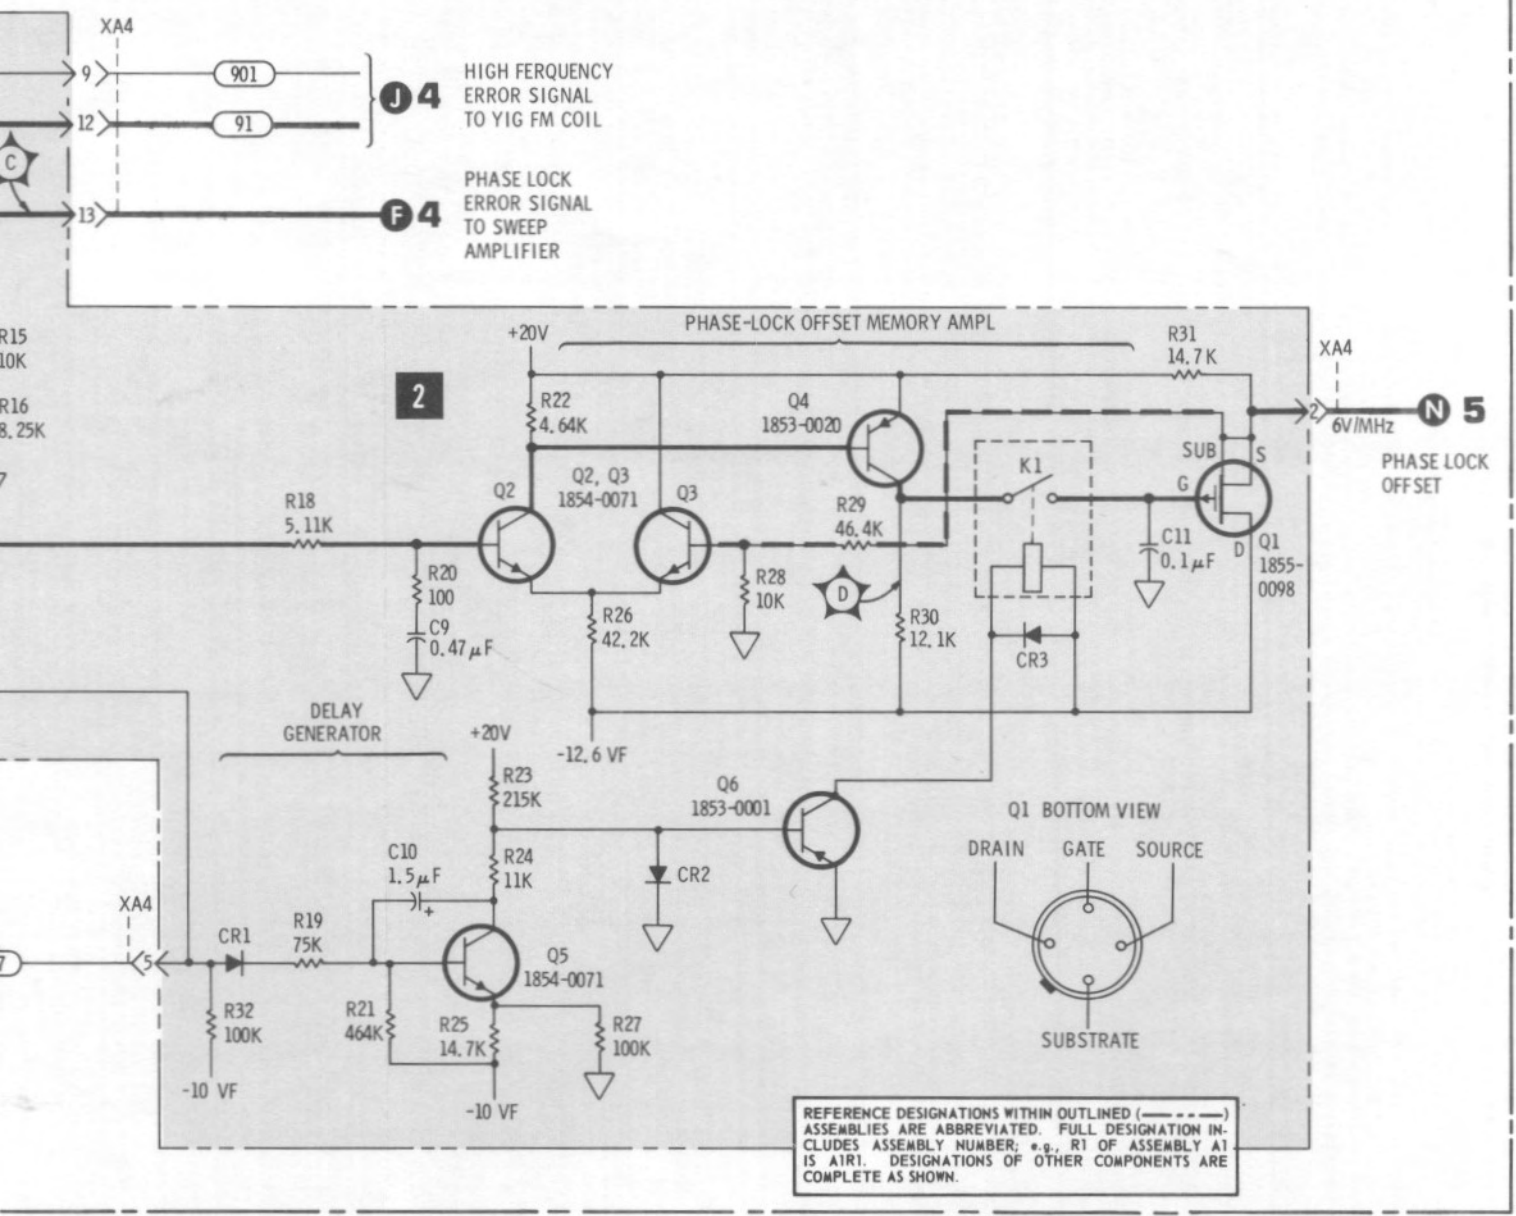 XA4
9
901
J 4
HIGH FERQUENCY
ERROR SIGNAL
TO YIG FM COIL
12
91
C
13
F 4
PHASE LOCK
ERROR SIGNAL
TO SWEEP
AMPLIFIER
R15
10K
R16
8.25K
7
2
+20V
PHASE-LOCK OFFSET MEMORY AMPL
R31
14.7K
XA4
2
6V/MHz
N 5
PHASE LOCK
OFFSET
R22
4.64K
Q4
1853-0020
SUB
S
G
D
Q1
1855-
0098
K1
Q2
Q2, Q3
1854-0071
Q3
R18
5.11K
R29
46.4K
C11
0.1µF
R20
100
C9
0.47µF
R26
42.2K
R28
10K
D
R30
12.1K
CR3
-12.6 VF
DELAY
GENERATOR
+20V
R23
215K
Q6
1853-0001
Q1 BOTTOM VIEW
DRAIN
GATE
SOURCE
SUBSTRATE
C10
1.5µF
+
R24
11K
CR2
XA4
7
5
CR1
R19
75K
Q5
1854-0071
R32
100K
R21
464K
R25
14.7K
R27
100K
-10 VF
-10 VF
REFERENCE DESIGNATIONS WITHIN OUTLINED (—--—)
ASSEMBLIES ARE ABBREVIATED. FULL DESIGNATION IN-
CLUDES ASSEMBLY NUMBER; e.g., R1 OF ASSEMBLY A1
IS A1R1. DESIGNATIONS OF OTHER COMPONENTS ARE
COMPLETE AS SHOWN.